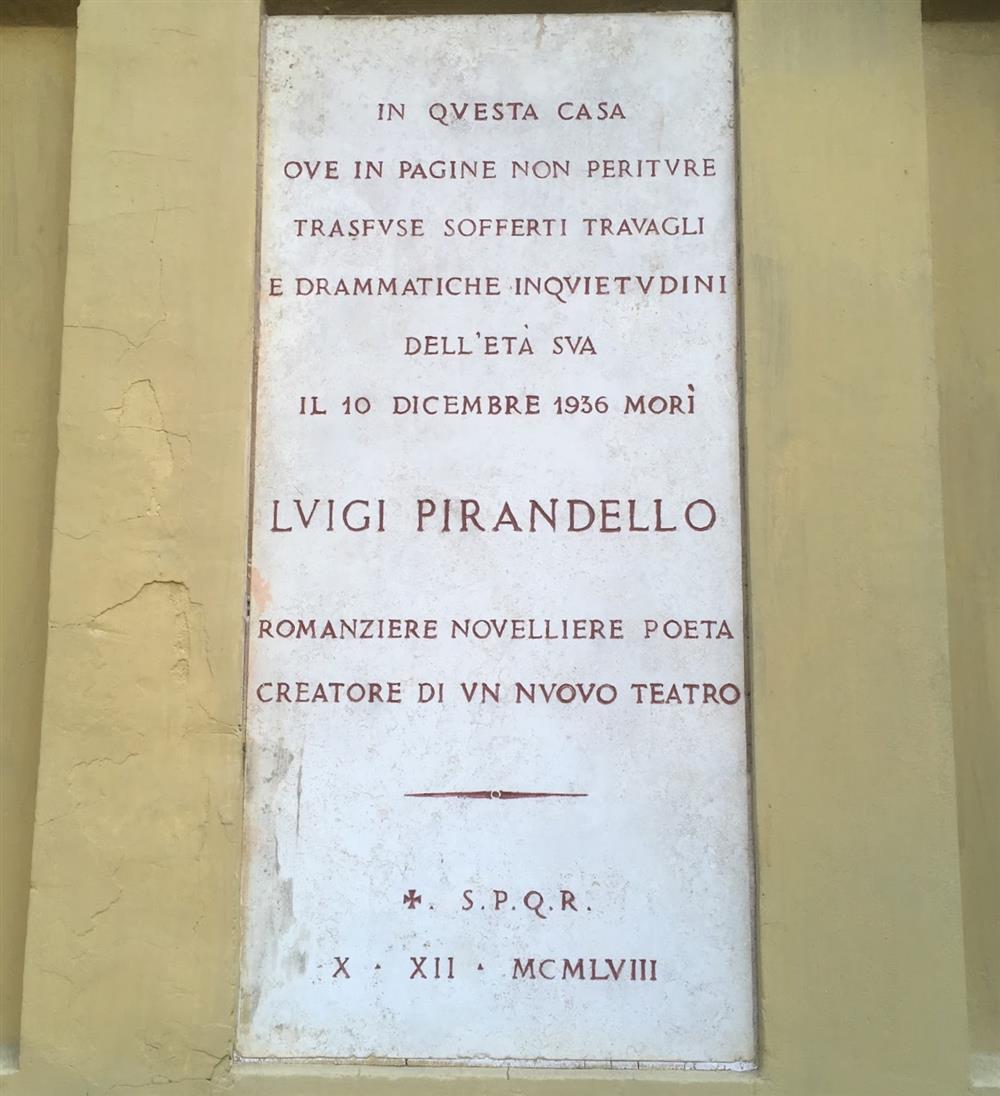 IN QVESTA CASA
OVE IN PAGINE NON PERITVRE
TRASFVSE SOFFERTI TRAVAGLI
E DRAMMATICHE INQVIETVDINI
DELL'ETÀ SVA
IL 10 DICEMBRE 1936 MORÌ
LVIGI PIRANDELLO
ROMANZIERE NOVELLIERE POETA
CREATORE DI VN NVOVO TEATRO
✠. S.P.Q.R.
X · XII · MCMLVIII